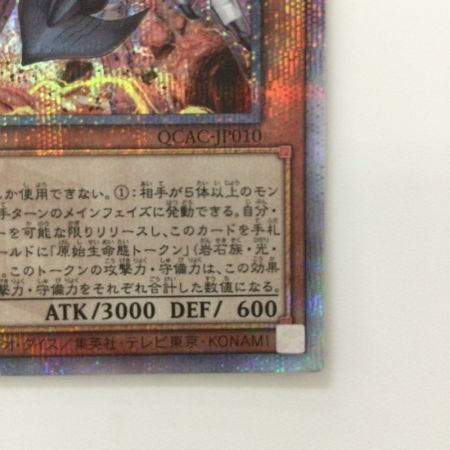 QCAC-JP010
か使用できない。①:相手が5体以上のモン
手ターンのメインフェイズに発動できる。自分・
ーを可能な限りリリースし、このカードを手札
ールドに「原始生命態トークン」(岩石族・光・
。このトークンの攻撃力・守備力は、この効果
撃力・守備力をそれぞれ合計した数値になる。
ATK/3000 DEF/ 600
オ・ダイス/集英社・テレビ東京・KONAMI